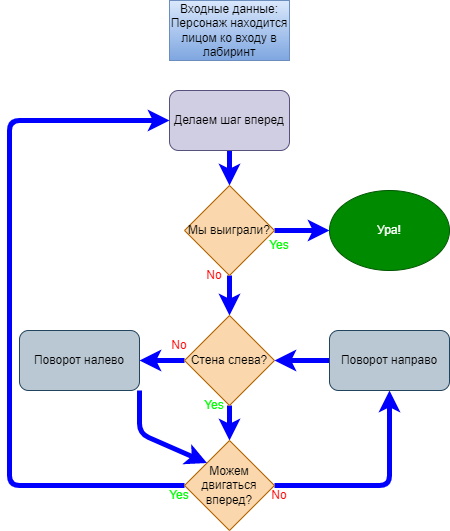 Входные данные:
Персонаж находится
лицом ко входу в
лабиринт
Делаем шаг вперед
Мы выиграли?
Yes
Ура!
No
No
Поворот налево
Стена слева?
Поворот направо
Yes
Можем
двигаться
вперед?
Yes
No